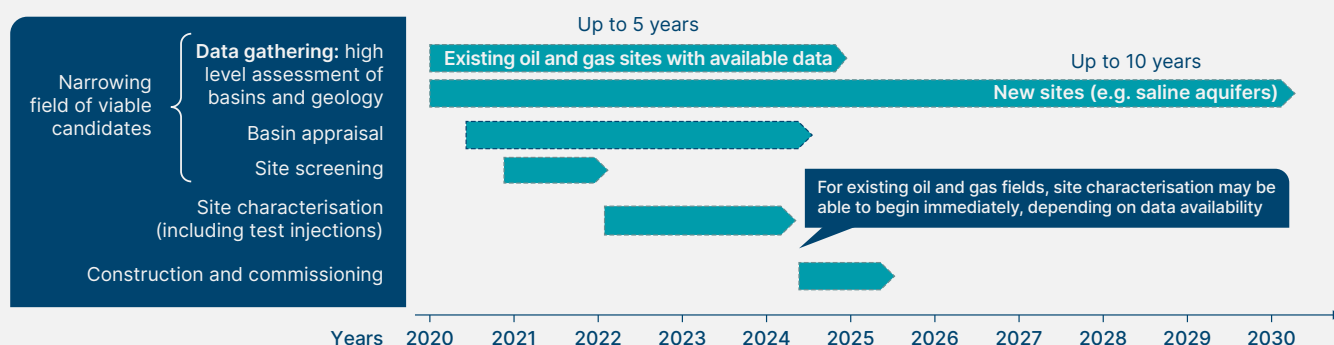 Up to 5 years
Narrowing
field of viable
candidates
Data gathering: high
level assessment of
basins and geology
Existing oil and gas sites with available data
Up to 10 years
New sites (e.g. saline aquifers)
Basin appraisal
Site screening
Site characterisation
(including test injections)
For existing oil and gas fields, site characterisation may be
able to begin immediately, depending on data availability
Construction and commissioning
Years 2020 2021 2022 2023 2024 2025 2026 2027 2028 2029 2030